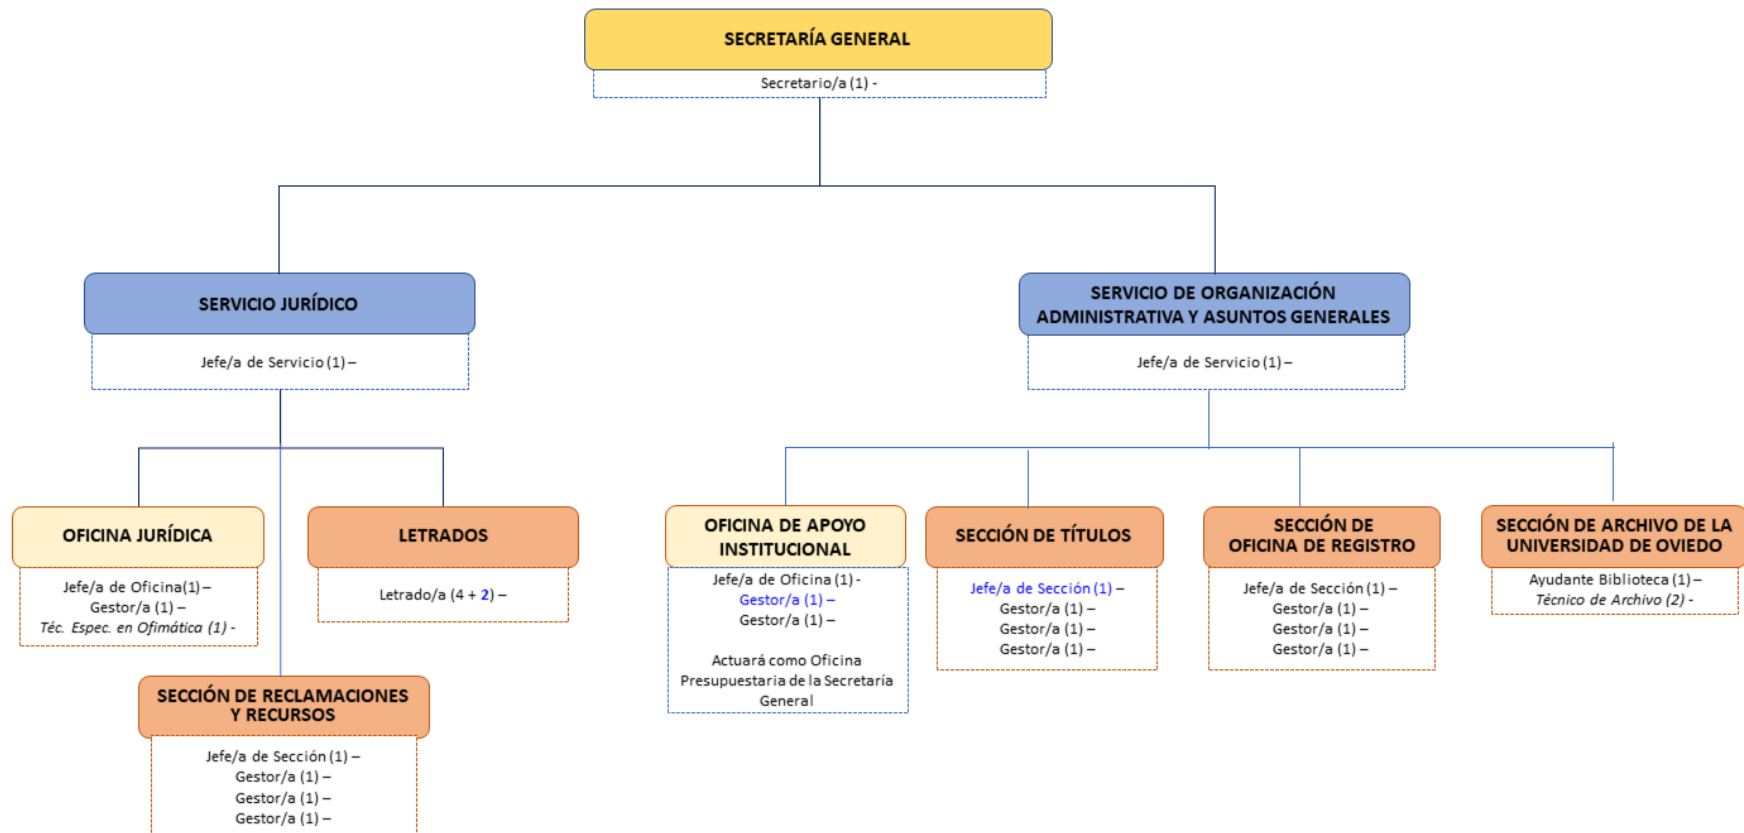 SECRETARÍA GENERAL
Secretario/a (1) -
SERVICIO JURÍDICO
Jefe/a de Servicio (1) –
SERVICIO DE ORGANIZACIÓN
ADMINISTRATIVA Y ASUNTOS GENERALES
Jefe/a de Servicio (1) –
OFICINA JURÍDICA
Jefe/a de Oficina(1) –
Gestor/a (1) –
Téc. Espec. en Ofimática (1) -
LETRADOS
Letrado/a (4 + 2) –
SECCIÓN DE RECLAMACIONES
Y RECURSOS
Jefe/a de Sección (1) –
Gestor/a (1) –
Gestor/a (1) –
Gestor/a (1) –
OFICINA DE APOYO
INSTITUCIONAL
Jefe/a de Oficina (1) -
Gestor/a (1) –
Gestor/a (1) –
Actuará como Oficina
Presupuestaria de la Secretaría
General
SECCIÓN DE TÍTULOS
Jefe/a de Sección (1) –
Gestor/a (1) –
Gestor/a (1) –
Gestor/a (1) –
SECCIÓN DE
OFICINA DE REGISTRO
Jefe/a de Sección (1) –
Gestor/a (1) –
Gestor/a (1) –
Gestor/a (1) –
SECCIÓN DE ARCHIVO DE LA
UNIVERSIDAD DE OVIEDO
Ayudante Biblioteca (1) –
Técnico de Archivo (2) -